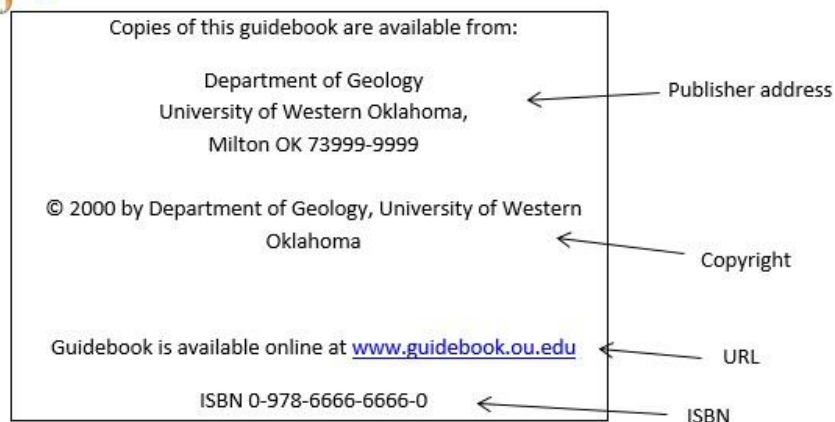 Copies of this guidebook are available from:
Department of Geology
University of Western Oklahoma,
Milton OK 73999-9999
Publisher address
© 2000 by Department of Geology, University of Western
Oklahoma
Copyright
Guidebook is available online at www.guidebook.ou.edu
URL
ISBN 0-978-6666-6666-0
ISBN